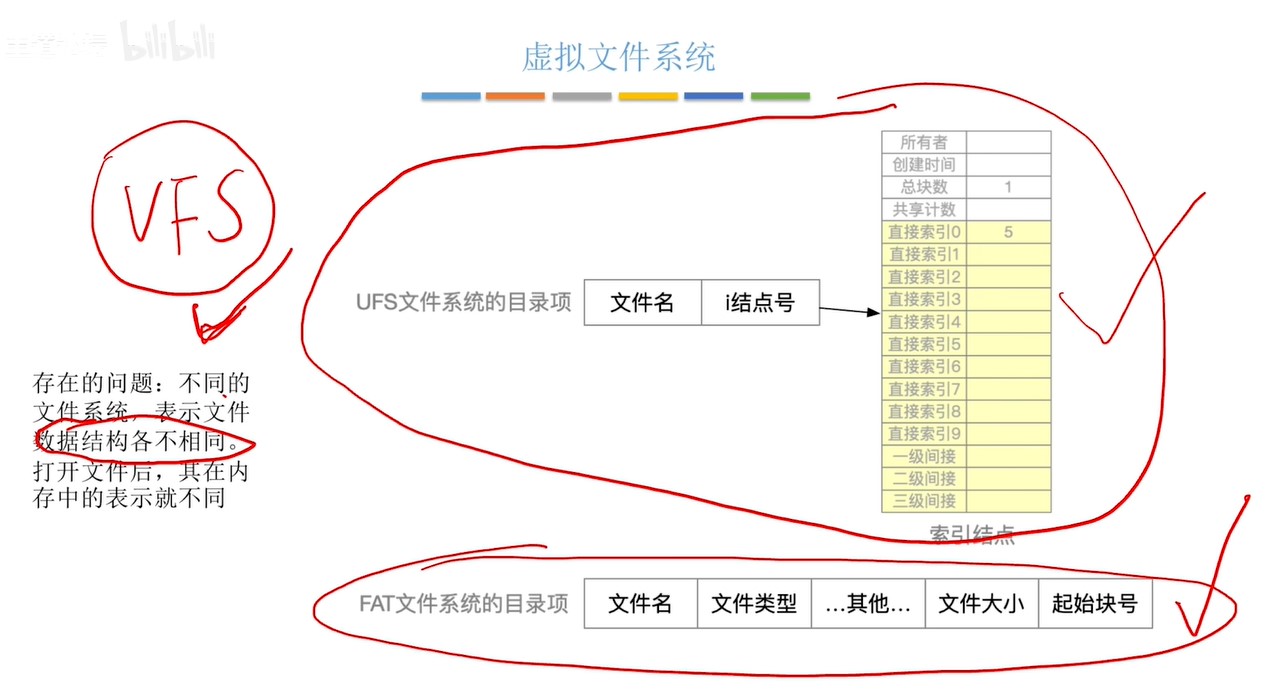 bilibili
虚拟文件系统
VFS
所有者
创建时间
总块数 1
共享计数
直接索引0 5
直接索引1
直接索引2
直接索引3
直接索引4
直接索引5
直接索引6
直接索引7
直接索引8
直接索引9
一级间接
二级间接
三级间接
索引结点
UFS文件系统的目录项 文件名 i结点号
存在的问题：不同的
文件系统，表示文件
数据结构各不相同。
打开文件后，其在内
存中的表示就不同
FAT文件系统的目录项 文件名 文件类型 …其他… 文件大小 起始块号